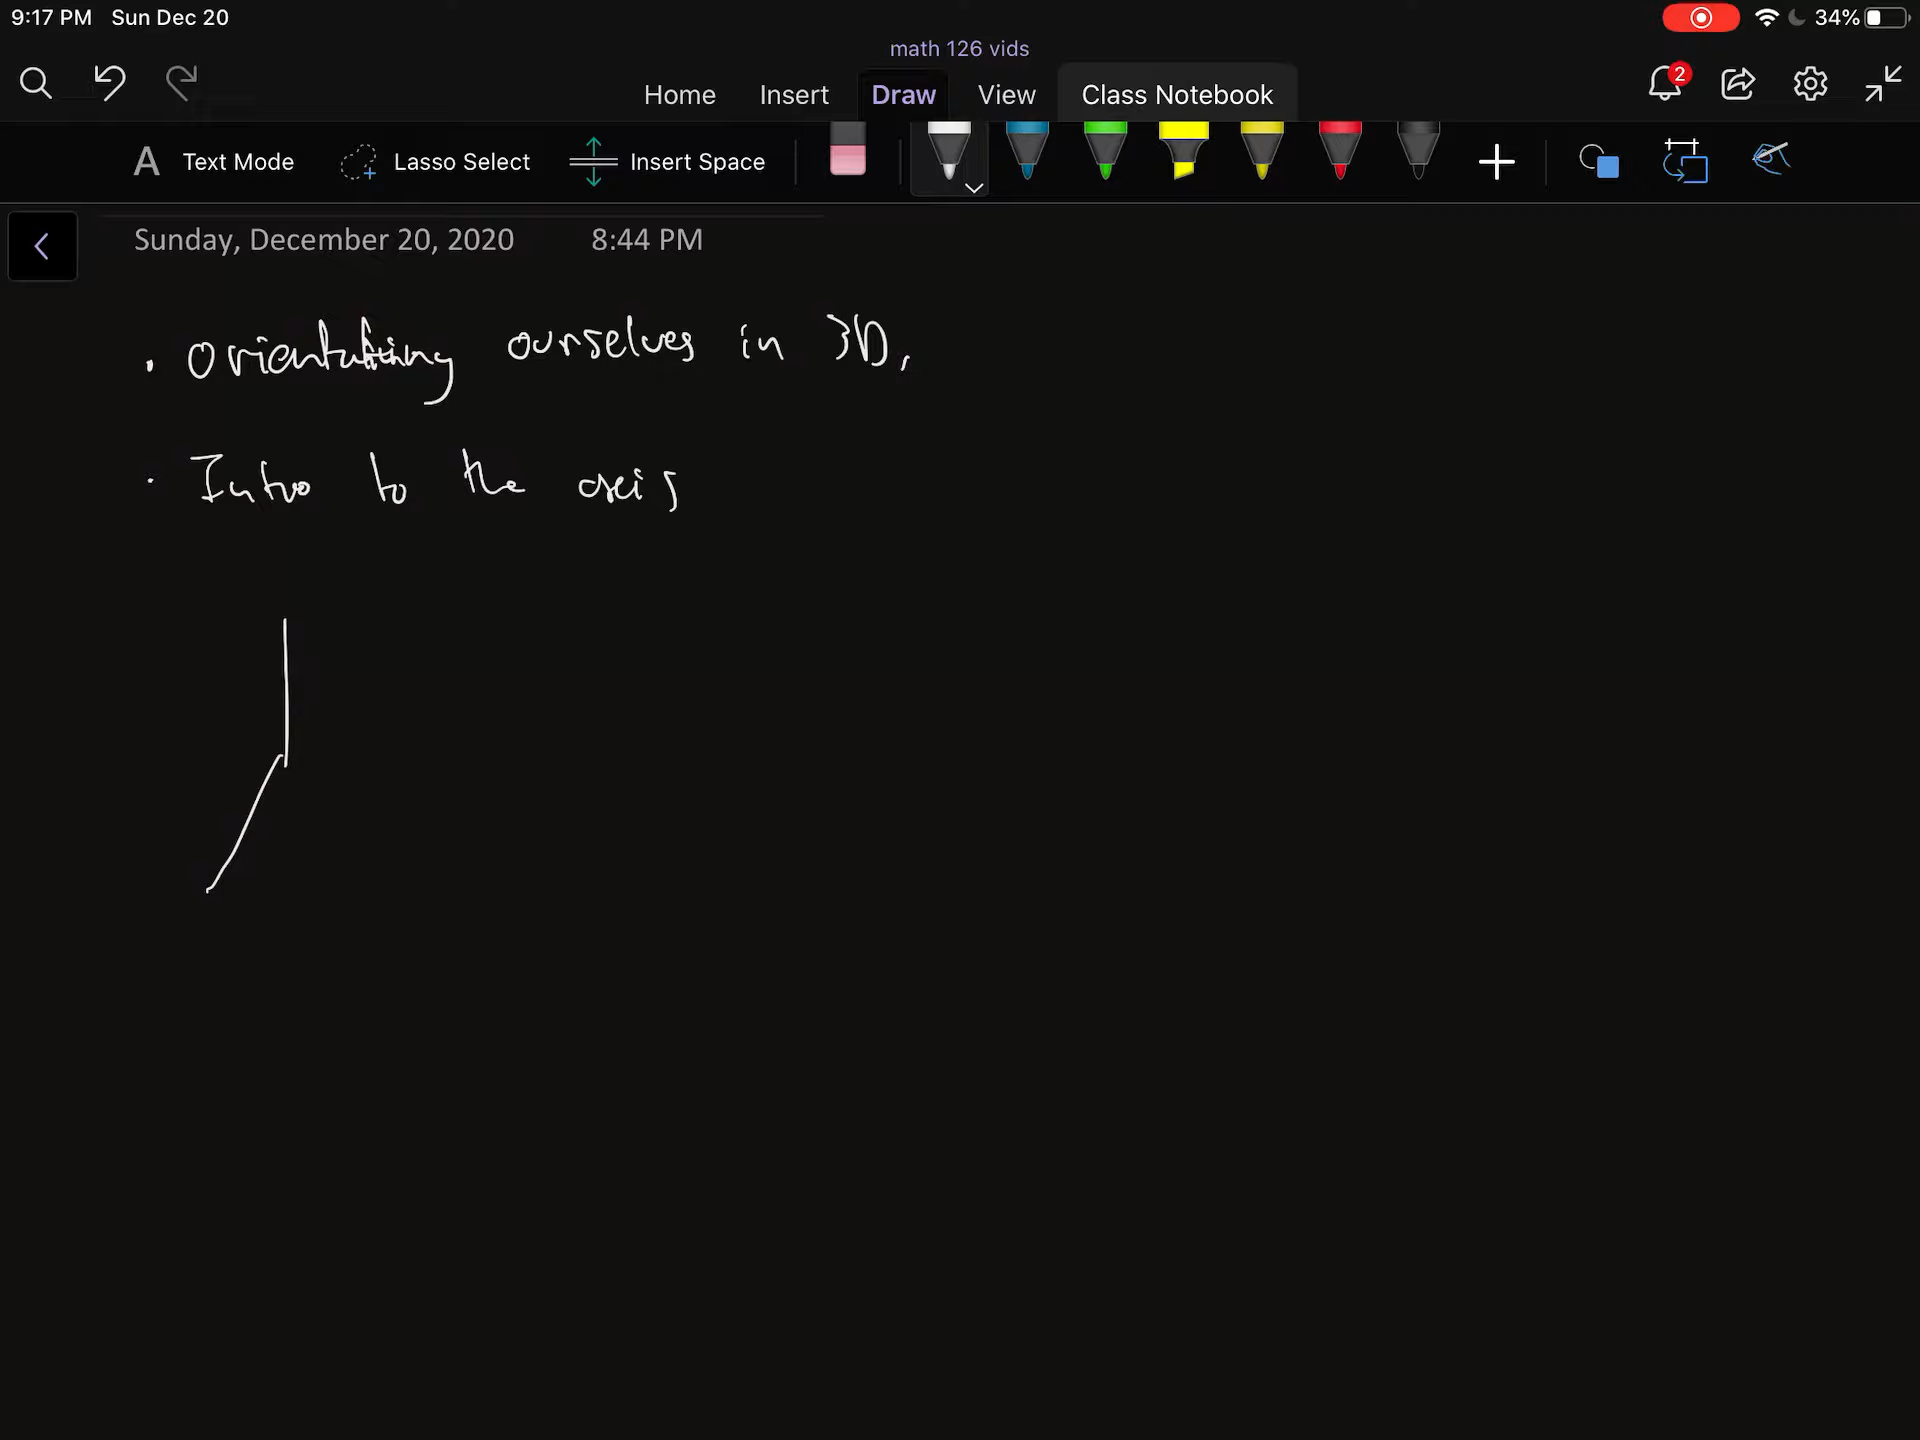 9:17 PM Sun Dec 20 34%
math 126 vids
Home Insert Draw View Class Notebook 2
A Text Mode Lasso Select Insert Space
Sunday, December 20, 2020 8:44 PM
. ourselves in 3D,
· Intro to the axis